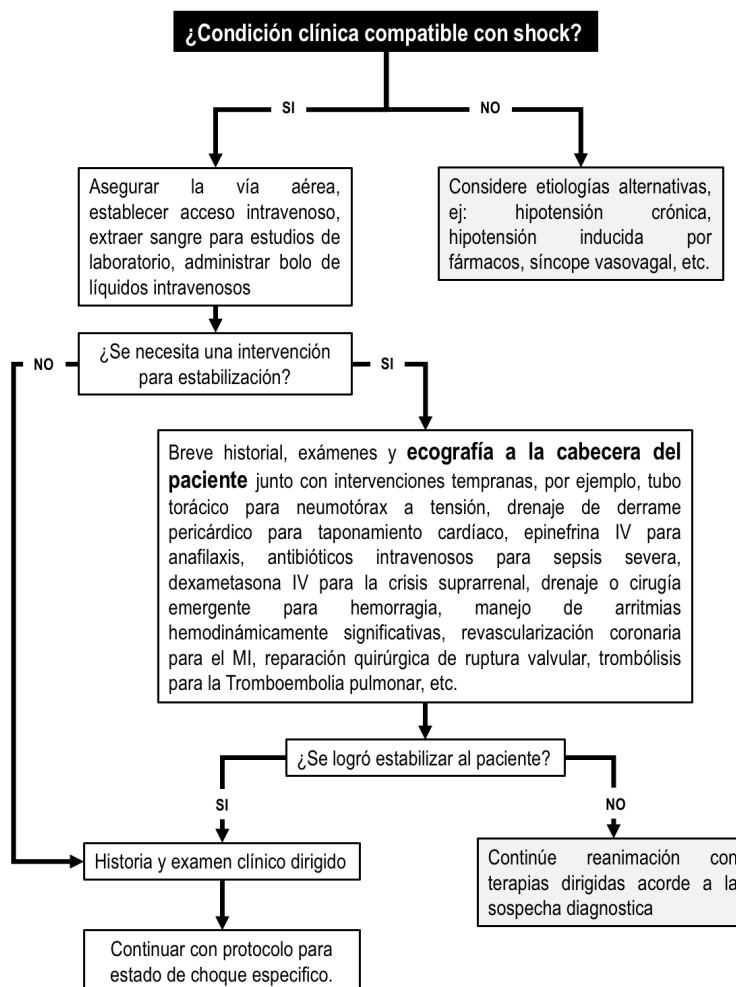 ¿Condición clínica compatible con shock?
SI
NO
Asegurar la vía aérea,
establecer acceso intravenoso,
extraer sangre para estudios de
laboratorio, administrar bolo de
líquidos intravenosos
Considere etiologías alternativas,
ej: hipotensión crónica,
hipotensión inducida por
fármacos, síncope vasovagal, etc.
NO
¿Se necesita una intervención
para estabilización?
SI
Breve historial, exámenes y ecografía a la cabecera del
paciente junto con intervenciones tempranas, por ejemplo, tubo
torácico para neumotórax a tensión, drenaje de derrame
pericárdico para taponamiento cardíaco, epinefrina IV para
anafilaxis, antibióticos intravenosos para sepsis severa,
dexametasona IV para la crisis suprarrenal, drenaje o cirugía
emergente para hemorragia, manejo de arritmias
hemodinámicamente significativas, revascularización coronaria
para el MI, reparación quirúrgica de ruptura valvular, trombólisis
para la Tromboembolia pulmonar, etc.
¿Se logró estabilizar al paciente?
SI
NO
Historia y examen clínico dirigido
Continúe reanimación con
terapias dirigidas acorde a la
sospecha diagnostica
Continuar con protocolo para
estado de choque especifico.